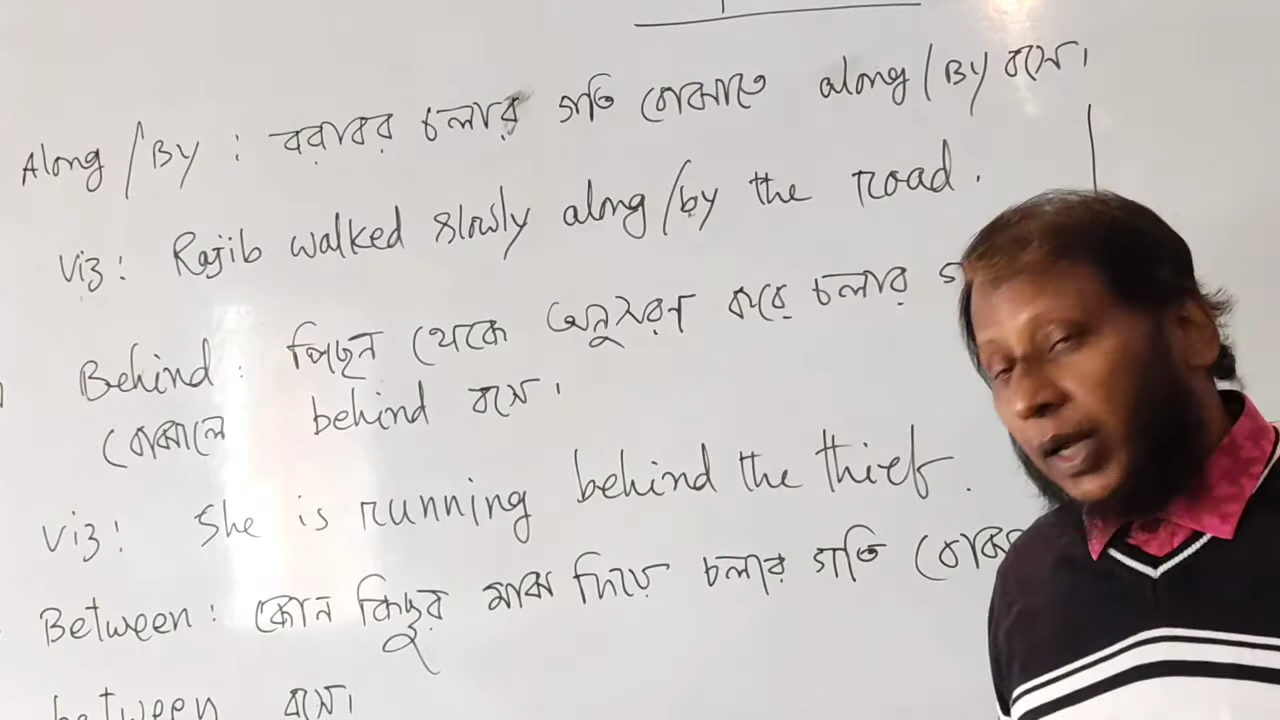 Along / By : বরাবর চলার গতি বোঝাতে along / By বসে।
Viz : Rajib walked slowly along / by the road.
Behind : পিছন থেকে অনুসরণ করে চলার
বোঝালে behind বসে।
Viz : She is running behind the thief.
Between : কোন কিছুর মাঝ দিয়ে চলার গতি
between বসে।